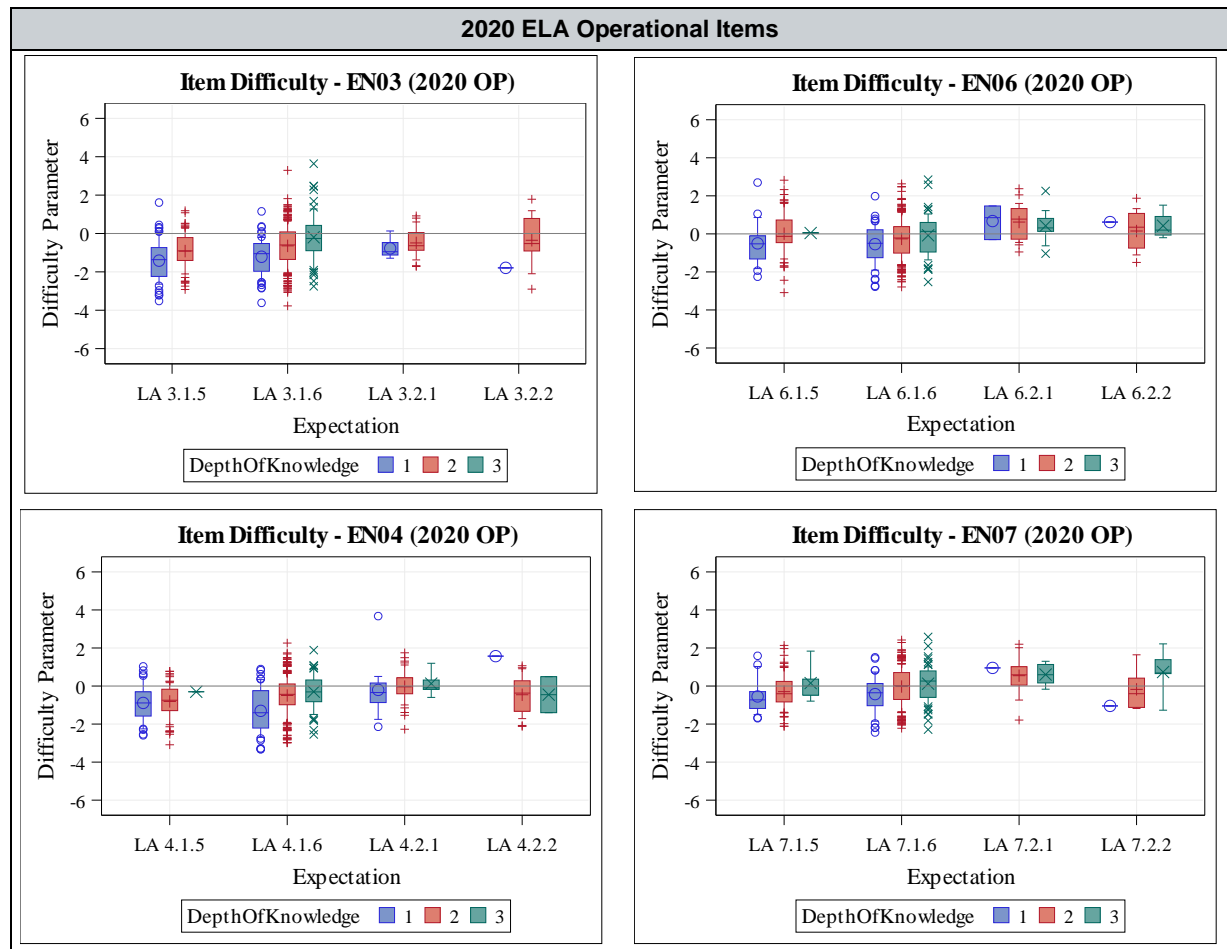 2020 ELA Operational Items
Item Difficulty - EN03 (2020 OP)
Difficulty Parameter
6
4
2
0
-2
-4
-6
LA 3.1.5 LA 3.1.6 LA 3.2.1 LA 3.2.2
Expectation
DepthOfKnowledge 1 2 3
Item Difficulty - EN06 (2020 OP)
Difficulty Parameter
6
4
2
0
-2
-4
-6
LA 6.1.5 LA 6.1.6 LA 6.2.1 LA 6.2.2
Expectation
DepthOfKnowledge 1 2 3
Item Difficulty - EN04 (2020 OP)
Difficulty Parameter
6
4
2
0
-2
-4
-6
LA 4.1.5 LA 4.1.6 LA 4.2.1 LA 4.2.2
Expectation
DepthOfKnowledge 1 2 3
Item Difficulty - EN07 (2020 OP)
Difficulty Parameter
6
4
2
0
-2
-4
-6
LA 7.1.5 LA 7.1.6 LA 7.2.1 LA 7.2.2
Expectation
DepthOfKnowledge 1 2 3